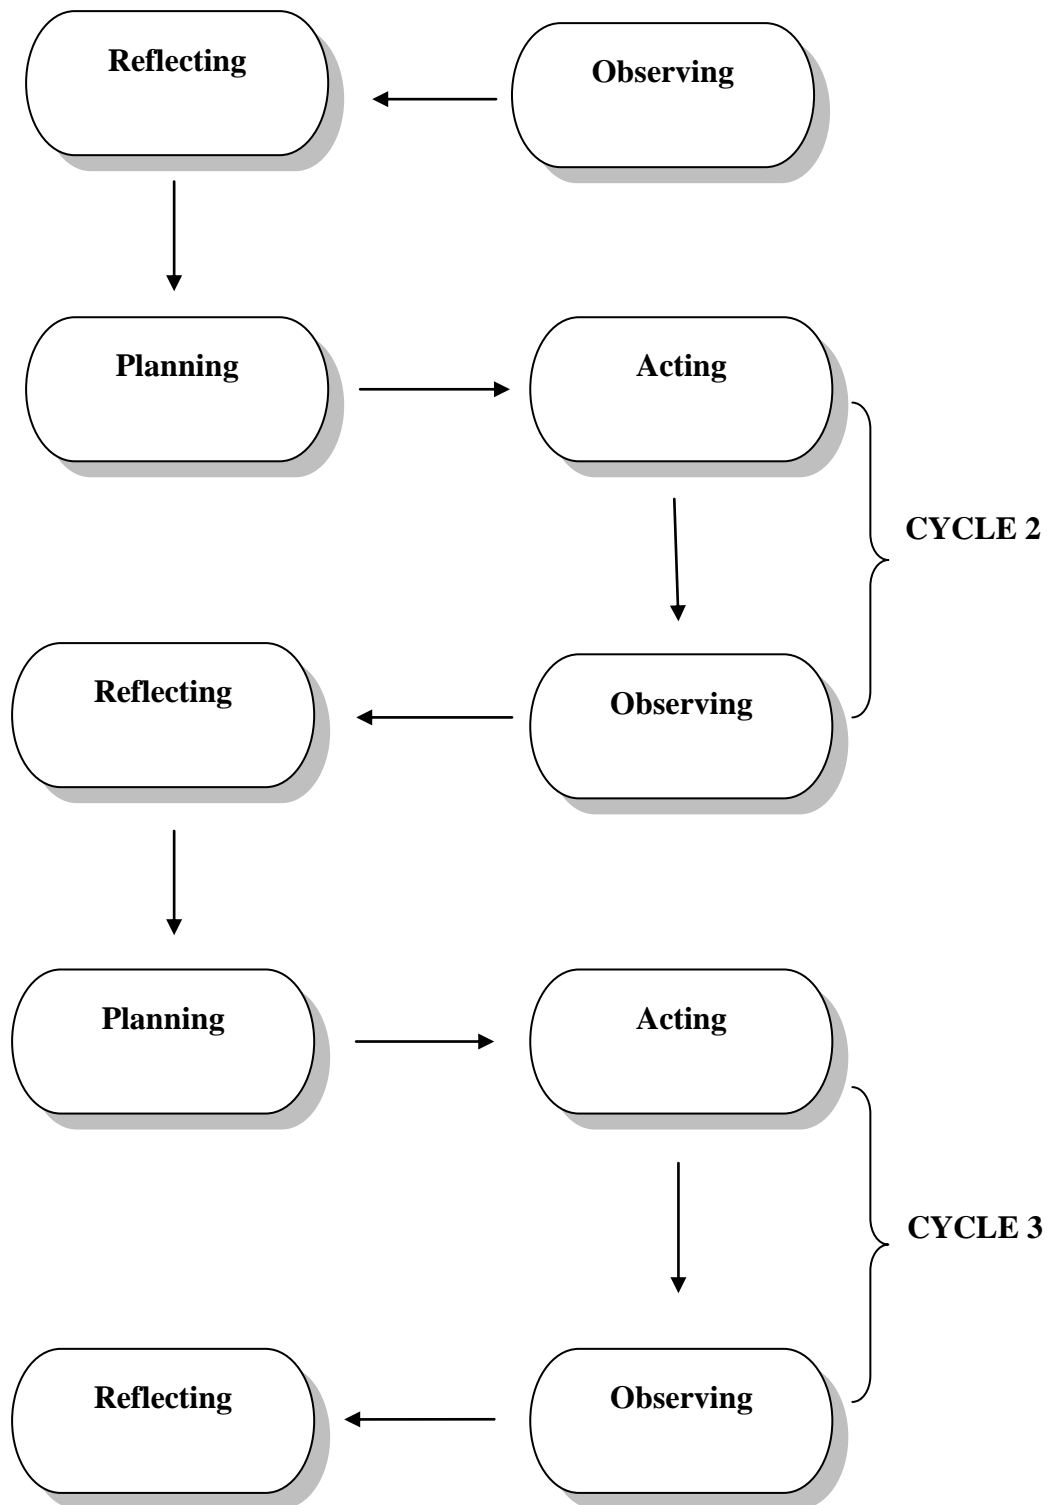 Reflecting
Observing
Planning
Acting
CYCLE 2
Reflecting
Observing
Planning
Acting
CYCLE 3
Reflecting
Observing